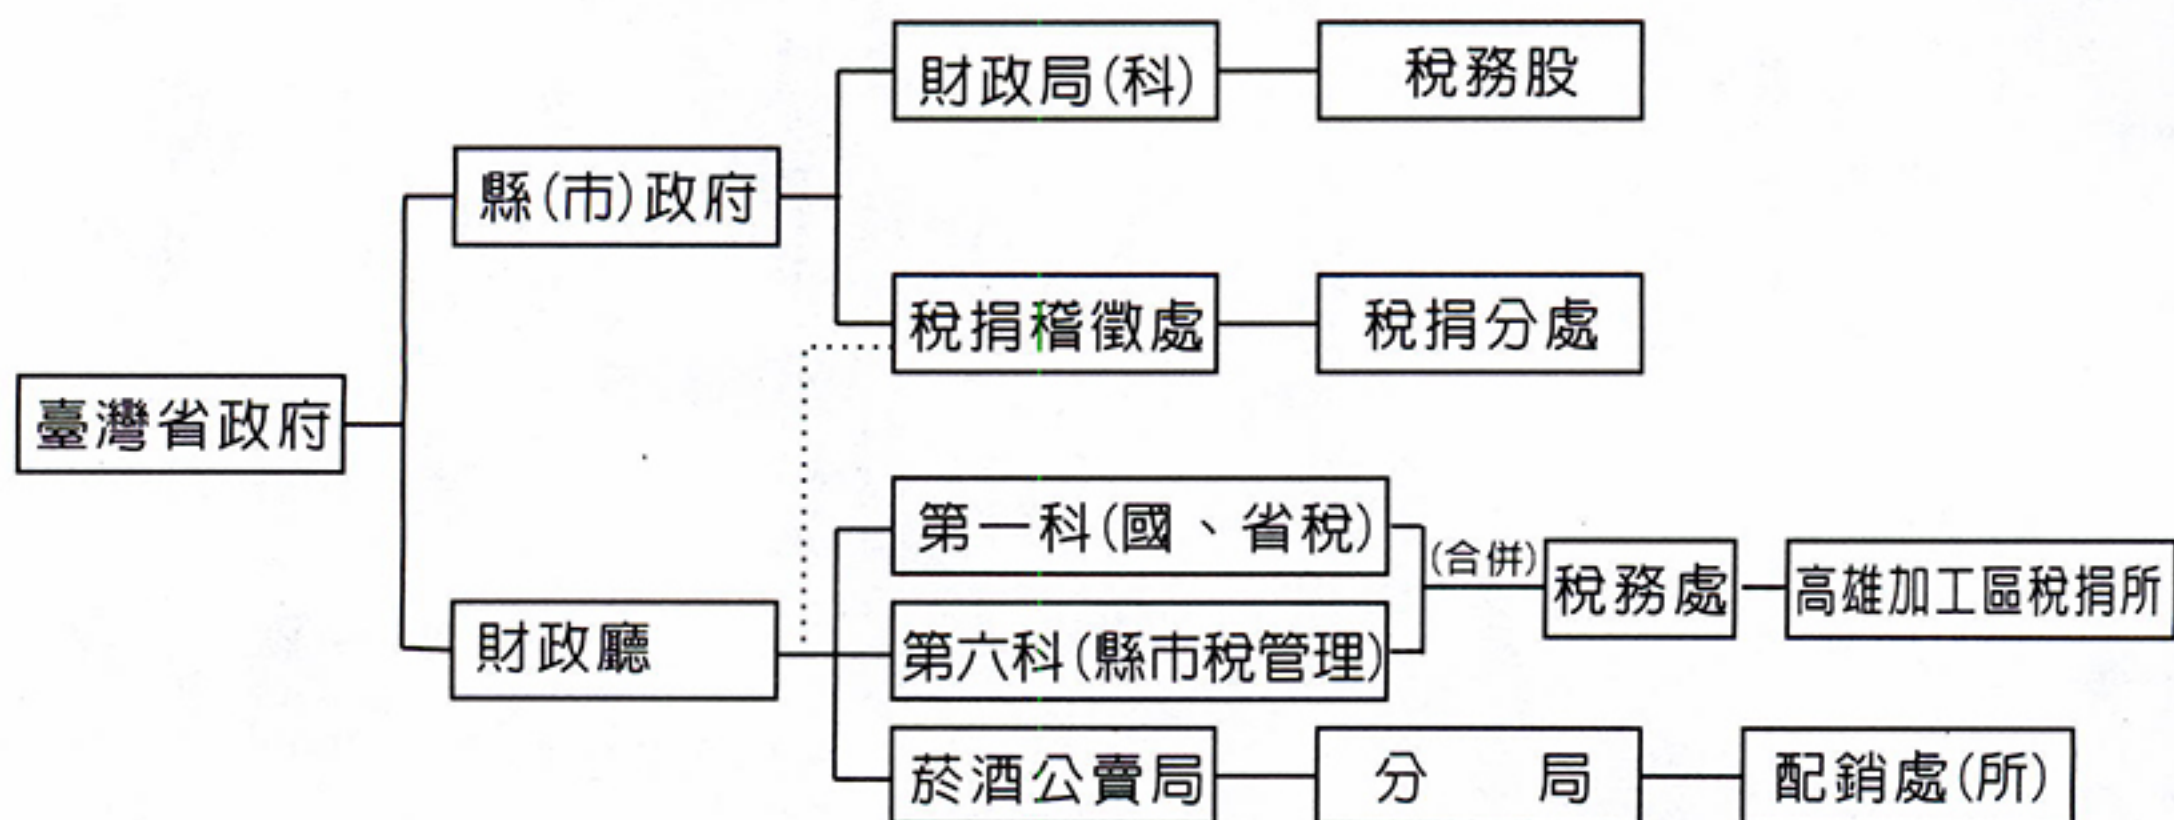 財政局(科)
稅務股
縣(市)政府
稅捐稽徵處
稅捐分處
臺灣省政府
第一科(國、省稅)
(合併)
稅務處
高雄加工區稅捐所
財政廳
第六科(縣市稅管理)
菸酒公賣局
分局
配銷處(所)